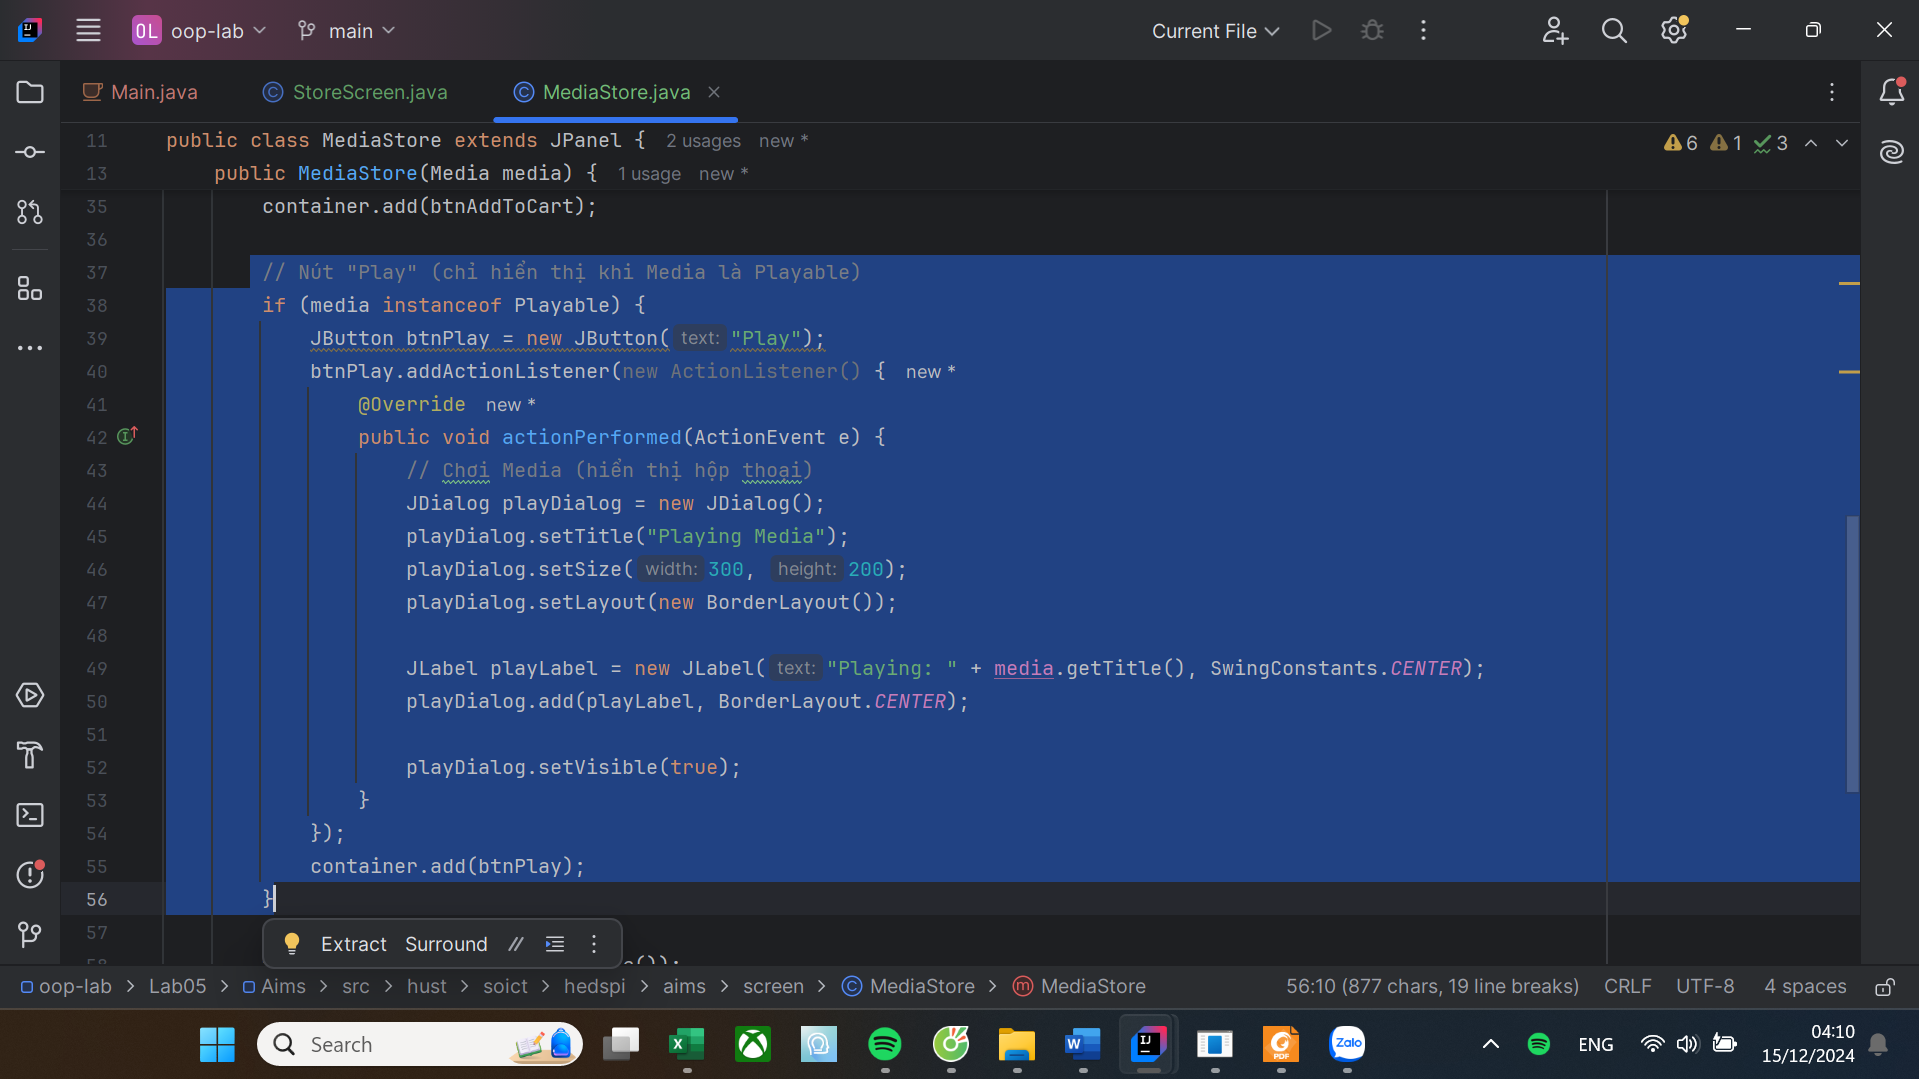 OL oop-lab main Current File
Main.java StoreScreen.java MediaStore.java
11 public class MediaStore extends JPanel { 2 usages new *
6 1 3
13 public MediaStore(Media media) { 1 usage new *
35 container.add(btnAddToCart);
36
37 // Nút "Play" (chỉ hiển thị khi Media là Playable)
38 if (media instanceof Playable) {
39 JButton btnPlay = new JButton( text: "Play");
40 btnPlay.addActionListener(new ActionListener() { new *
41 @Override new *
42 public void actionPerformed(ActionEvent e) {
43 // Chơi Media (hiển thị hộp thoại)
44 JDialog playDialog = new JDialog();
45 playDialog.setTitle("Playing Media");
46 playDialog.setSize( width: 300, height: 200);
47 playDialog.setLayout(new BorderLayout());
48
49 JLabel playLabel = new JLabel( text: "Playing: " + media.getTitle(), SwingConstants.CENTER);
50 playDialog.add(playLabel, BorderLayout.CENTER);
51
52 playDialog.setVisible(true);
53 }
54 });
55 container.add(btnPlay);
56 }
57
Extract Surround
oop-lab > Lab05 > Aims > src > hust > soict > hedspi > aims > screen > MediaStore > MediaStore 56:10 (877 chars, 19 line breaks) CRLF UTF-8 4 spaces
Search
Zalo
PDF
ENG
04:10
15/12/2024